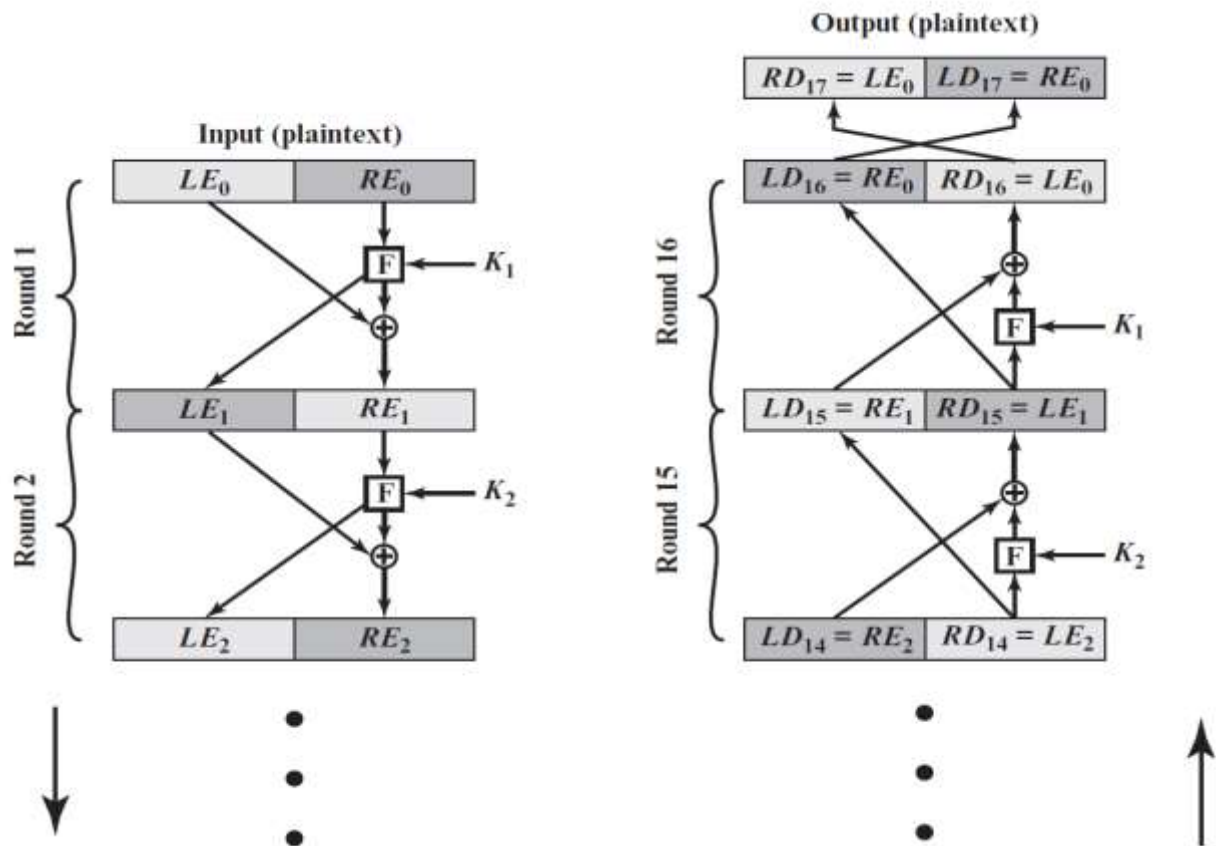 Output (plaintext)
RD₁₇ = LE₀ LD₁₇ = RE₀
Input (plaintext)
LE₀ RE₀
LD₁₆ = RE₀ RD₁₆ = LE₀
Round 1
F
K₁
Round 16
F
K₁
LE₁ RE₁
LD₁₅ = RE₁ RD₁₅ = LE₁
Round 2
F
K₂
Round 15
F
K₂
LE₂ RE₂
LD₁₄ = RE₂ RD₁₄ = LE₂